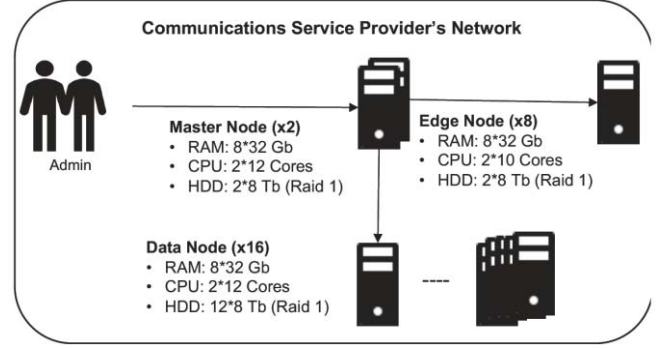 Communications Service Provider's Network
Admin
Master Node (x2)
• RAM: 8*32 Gb
• CPU: 2*12 Cores
• HDD: 2*8 Tb (Raid 1)
Edge Node (x8)
• RAM: 8*32 Gb
• CPU: 2*10 Cores
• HDD: 2*8 Tb (Raid 1)
Data Node (x16)
• RAM: 8*32 Gb
• CPU: 2*12 Cores
• HDD: 12*8 Tb (Raid 1)
----